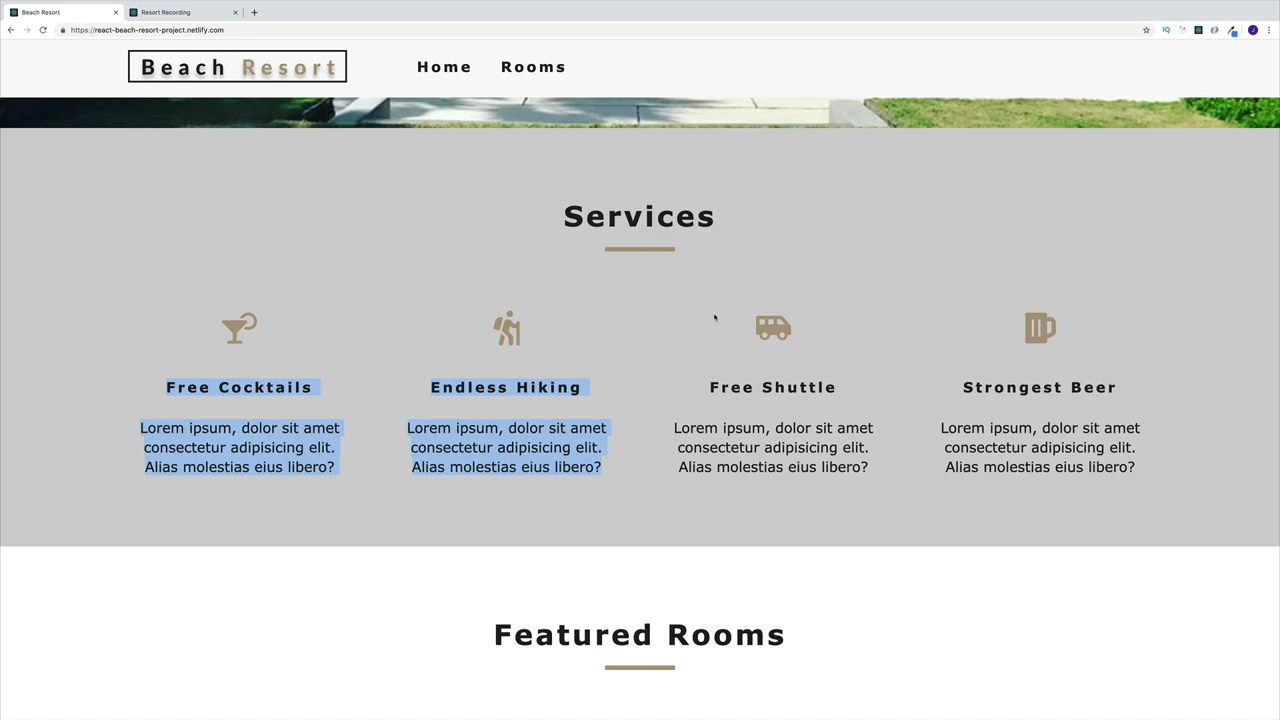 Beach Resort
Resort Recording
https://react-beach-resort-project.netlify.com
IQ
J
Beach Resort
Home
Rooms
Services
Free Cocktails
Endless Hiking
Free Shuttle
Strongest Beer
Lorem ipsum, dolor sit amet
consectetur adipisicing elit.
Alias molestias eius libero?
Lorem ipsum, dolor sit amet
consectetur adipisicing elit.
Alias molestias eius libero?
Lorem ipsum, dolor sit amet
consectetur adipisicing elit.
Alias molestias eius libero?
Lorem ipsum, dolor sit amet
consectetur adipisicing elit.
Alias molestias eius libero?
Featured Rooms